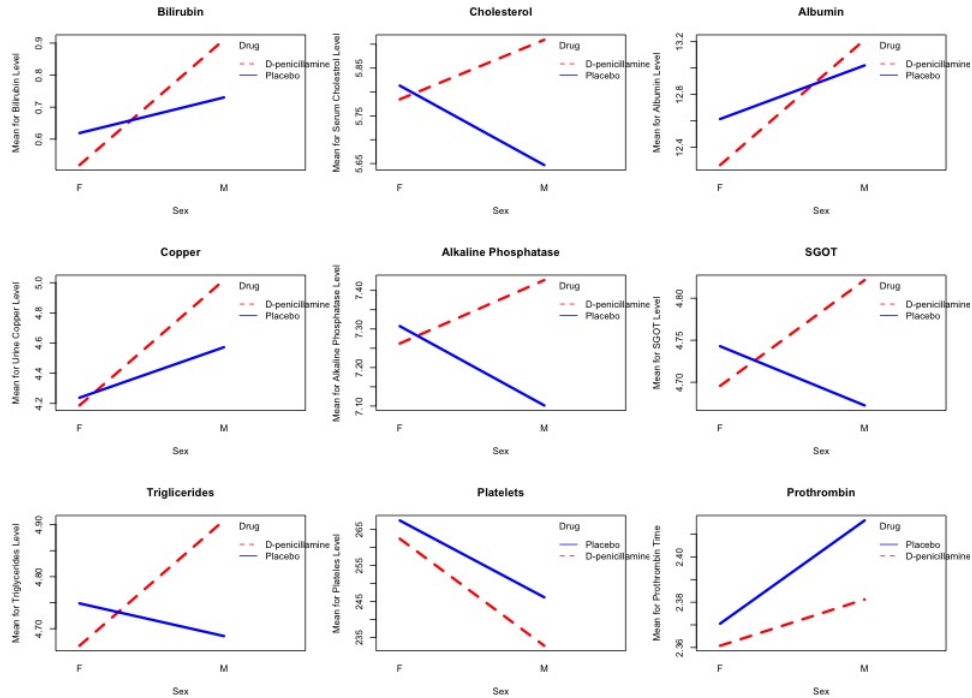 Bilirubin
Mean for Bilirubin Level
0.9
0.8
0.7
0.6
Drug
D-penicillamine
Placebo
F
M
Sex
Cholesterol
Mean for Serum Cholestrol Level
5.85
5.75
5.65
Drug
D-penicillamine
Placebo
F
M
Sex
Albumin
Mean for Albumin Level
13.2
12.8
12.4
Drug
D-penicillamine
Placebo
F
M
Sex
Copper
Mean for Urine Copper Level
5.0
4.8
4.6
4.4
4.2
Drug
D-penicillamine
Placebo
F
M
Sex
Alkaline Phosphatase
Mean for Alkaline Phosphatase Level
7.40
7.30
7.20
7.10
Drug
D-penicillamine
Placebo
F
M
Sex
SGOT
Mean for SGOT Level
4.80
4.75
4.70
Drug
D-penicillamine
Placebo
F
M
Sex
Triglicerides
Mean for Triglycerides Level
4.90
4.80
4.70
Drug
D-penicillamine
Placebo
F
M
Sex
Platelets
Mean for Plateles Level
265
255
245
235
Drug
Placebo
D-penicillamine
F
M
Sex
Prothrombin
Mean for Prothrombin Time
2.40
2.38
2.36
Drug
Placebo
D-penicillamine
F
M
Sex